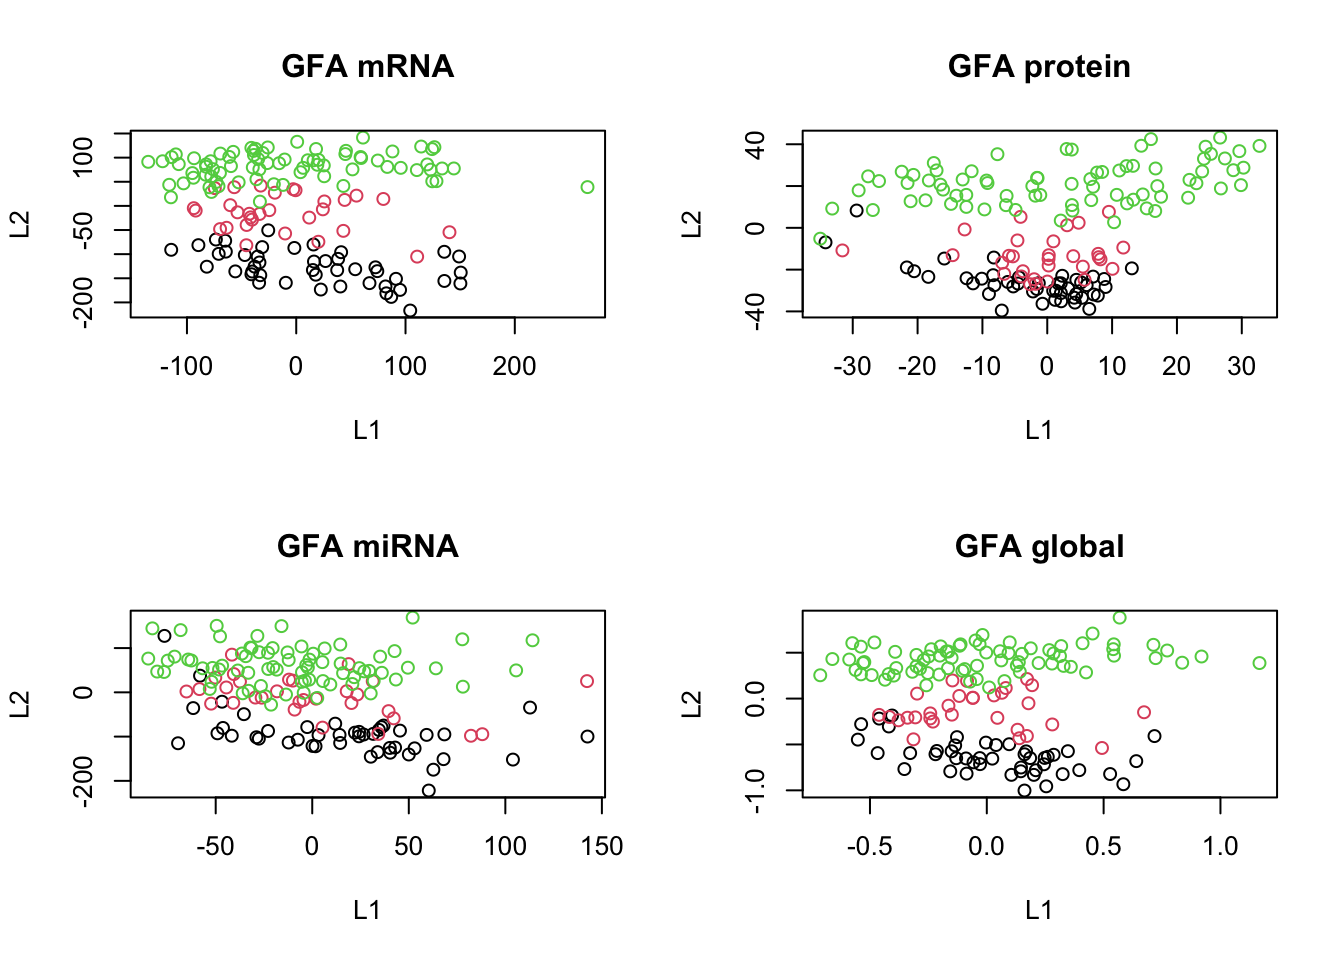 GFA mRNA
100
-50
-200
L2
-100 0 100 200
L1
GFA protein
40
0
-40
L2
-30 -20 -10 0 10 20 30
L1
GFA miRNA
0
-200
L2
-50 0 50 100 150
L1
GFA global
0.0
-1.0
L2
-0.5 0.0 0.5 1.0
L1